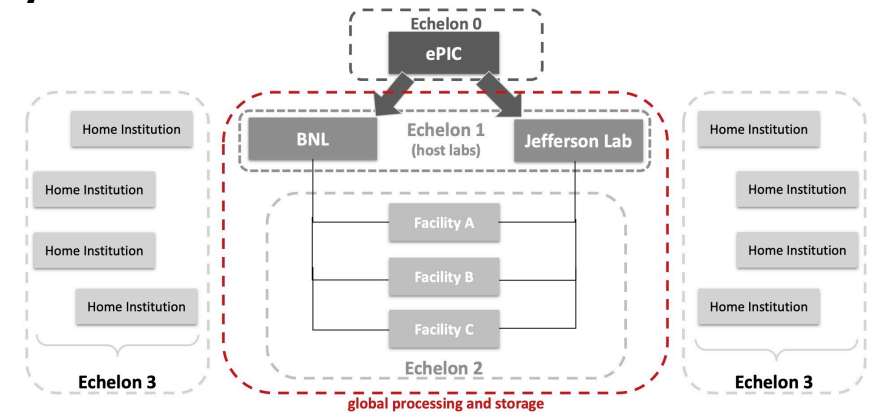 Echelon 0
ePIC
BNL
Echelon 1
(host labs)
Jefferson Lab
Home Institution
Home Institution
Home Institution
Home Institution
Echelon 3
Facility A
Facility B
Facility C
Echelon 2
global processing and storage
Home Institution
Home Institution
Home Institution
Home Institution
Echelon 3